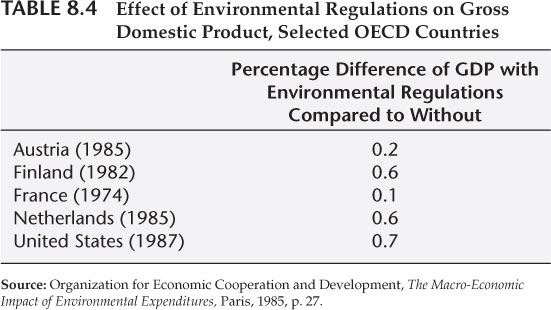 TABLE 8.4 Effect of Environmental Regulations on Gross
Domestic Product, Selected OECD Countries
Percentage Difference of GDP with
Environmental Regulations
Compared to Without
Austria (1985) 0.2
Finland (1982) 0.6
France (1974) 0.1
Netherlands (1985) 0.6
United States (1987) 0.7
Source: Organization for Economic Cooperation and Development, The Macro-Economic
Impact of Environmental Expenditures, Paris, 1985, p. 27.